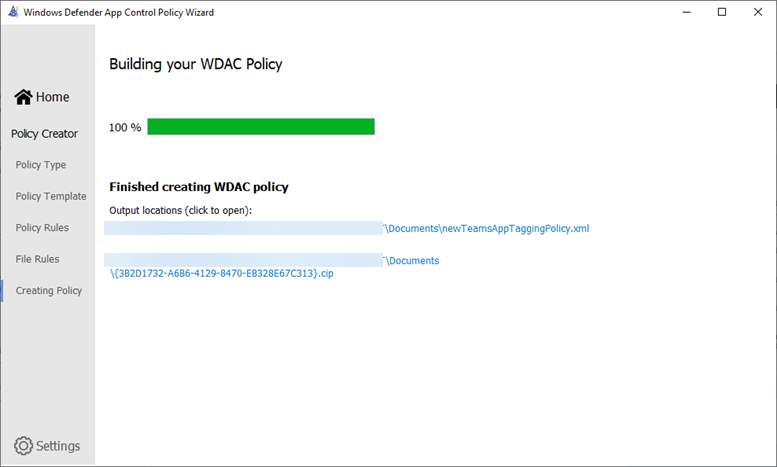 Windows Defender App Control Policy Wizard
Building your WDAC Policy
Home
100 %
Policy Creator
Policy Type
Finished creating WDAC policy
Policy Template
Output locations (click to open):
Policy Rules
\Documents\newTeamsAppTaggingPolicy.xml
File Rules
\Documents
\{3B2D1732-A6B6-4129-8470-EB328E67C313}.cip
Creating Policy
Settings